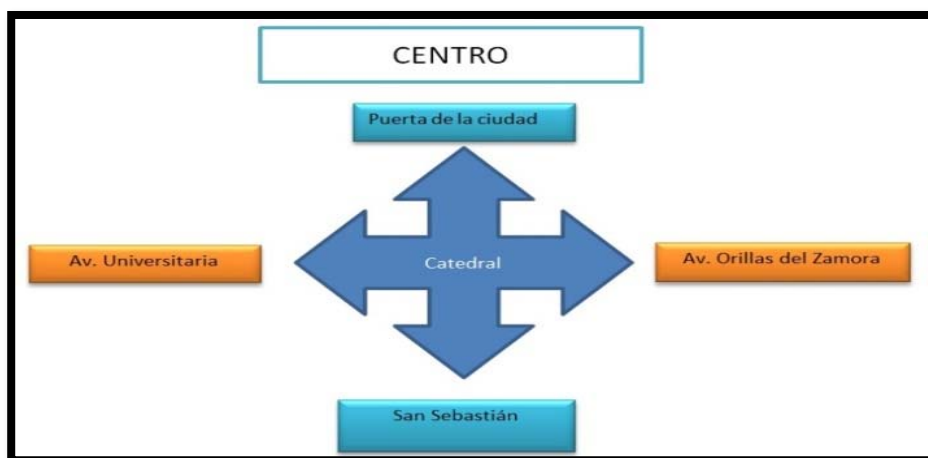 CENTRO
Puerta de la ciudad
Av. Universitaria
Catedral
Av. Orillas del Zamora
San Sebastián